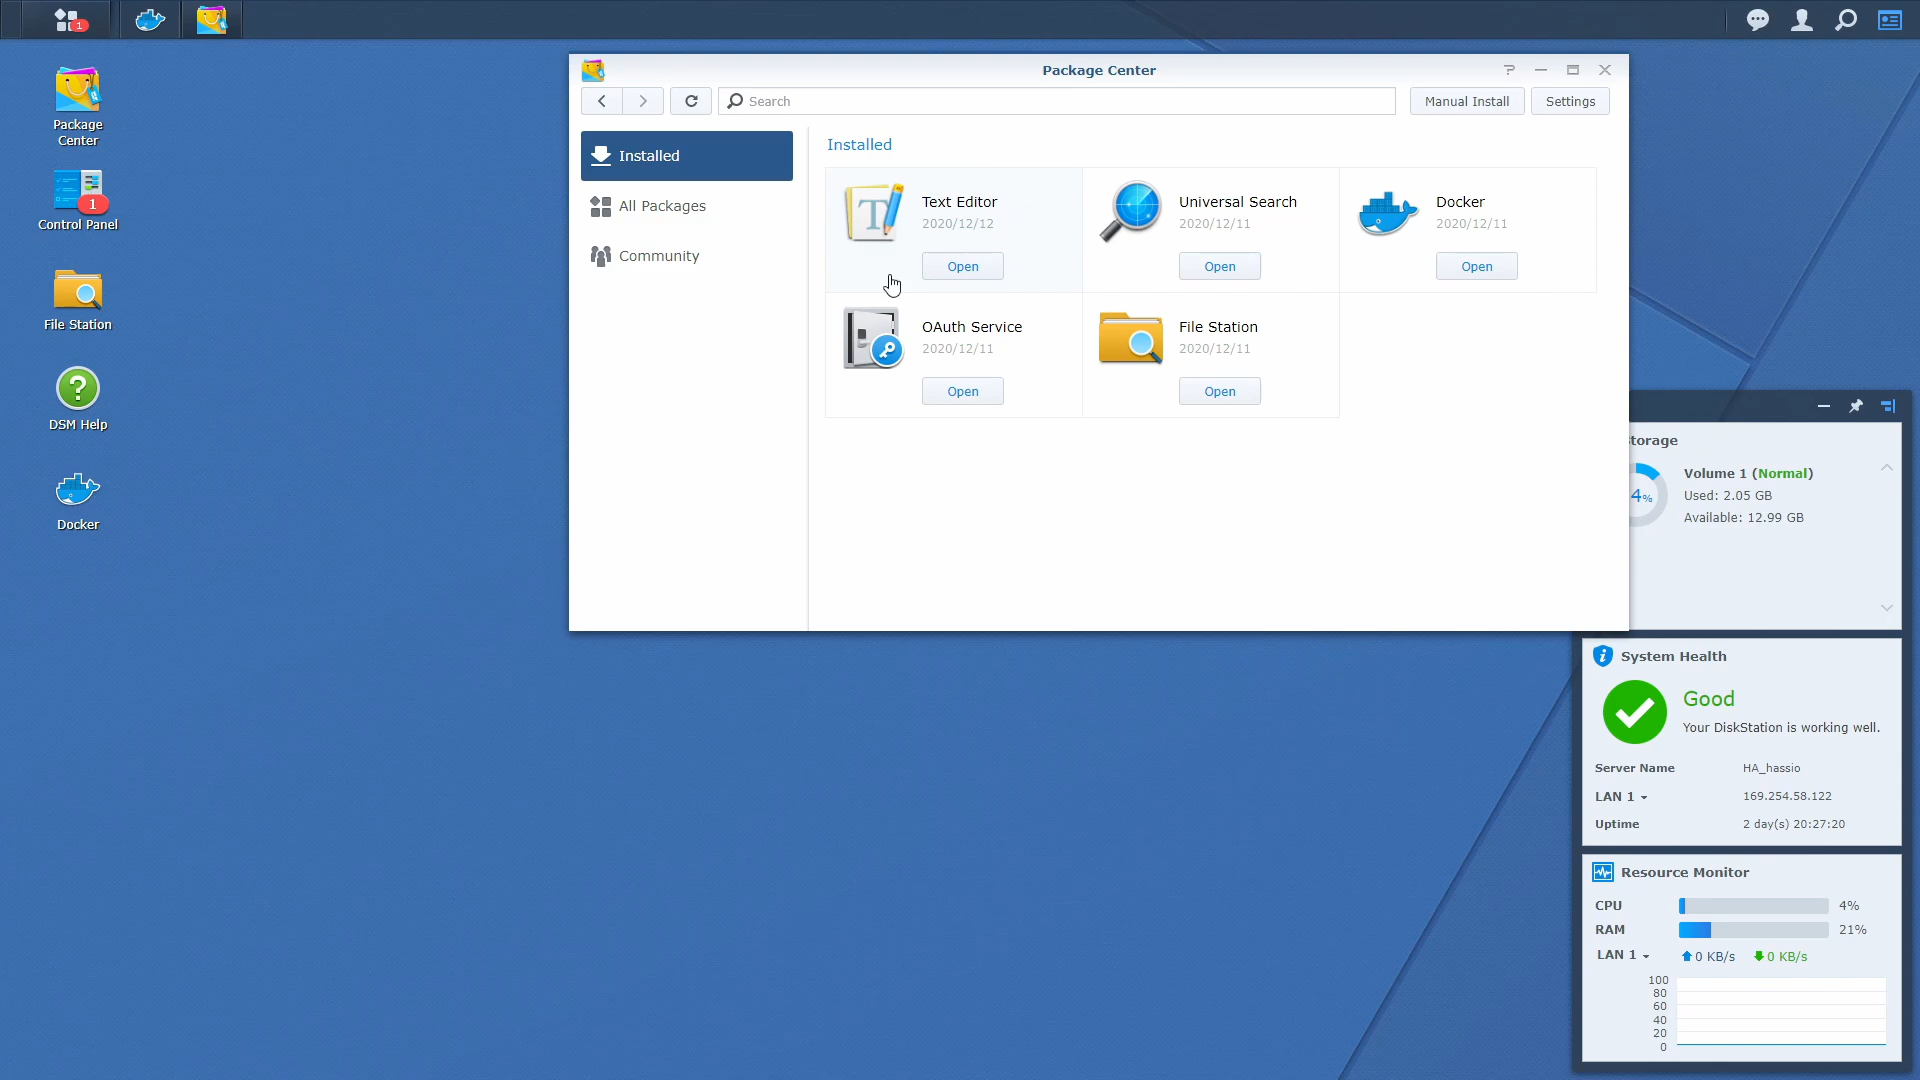 1
Package
Center
1
Control Panel
File Station
DSM Help
Docker
Package Center
Search
Manual Install
Settings
Installed
All Packages
Community
Installed
Text Editor
2020/12/12
Open
Universal Search
2020/12/11
Open
Docker
2020/12/11
Open
OAuth Service
2020/12/11
Open
File Station
2020/12/11
Open
torage
4%
Volume 1 (Normal)
Used: 2.05 GB
Available: 12.99 GB
System Health
Good
Your DiskStation is working well.
Server Name HA_hassio
LAN 1 169.254.58.122
Uptime 2 day(s) 20:27:20
Resource Monitor
CPU 4%
RAM 21%
LAN 1 0 KB/s 0 KB/s
100
80
60
40
20
0